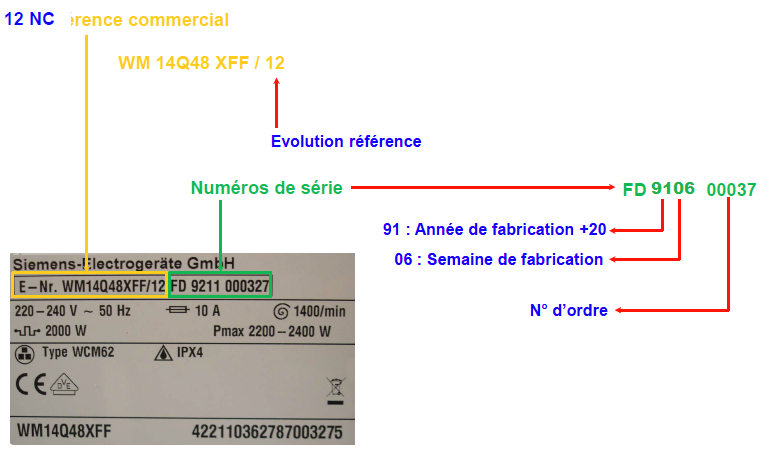 12 NC érence commercial
WM 14Q48 XFF / 12
Evolution référence
Numéros de série
FD 9106 00037
91 : Année de fabrication +20
06 : Semaine de fabrication
N° d'ordre
Siemens-Electrogeräte GmbH
E-Nr. WM14Q48XFF/12 FD 9211 000327
220-240 V ~ 50 Hz 10 A 1400/min
2000 W Pmax 2200-2400 W
Type WCM62 IPX4
CE DVE
WM14Q48XFF 422110362787003275